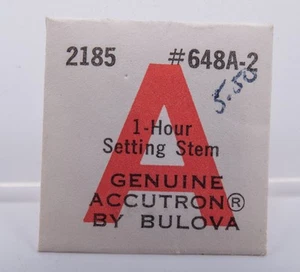 2185 #648A-2
5.50
A
1-Hour
Setting Stem
GENUINE
ACCUTRON®
BY BULOVA